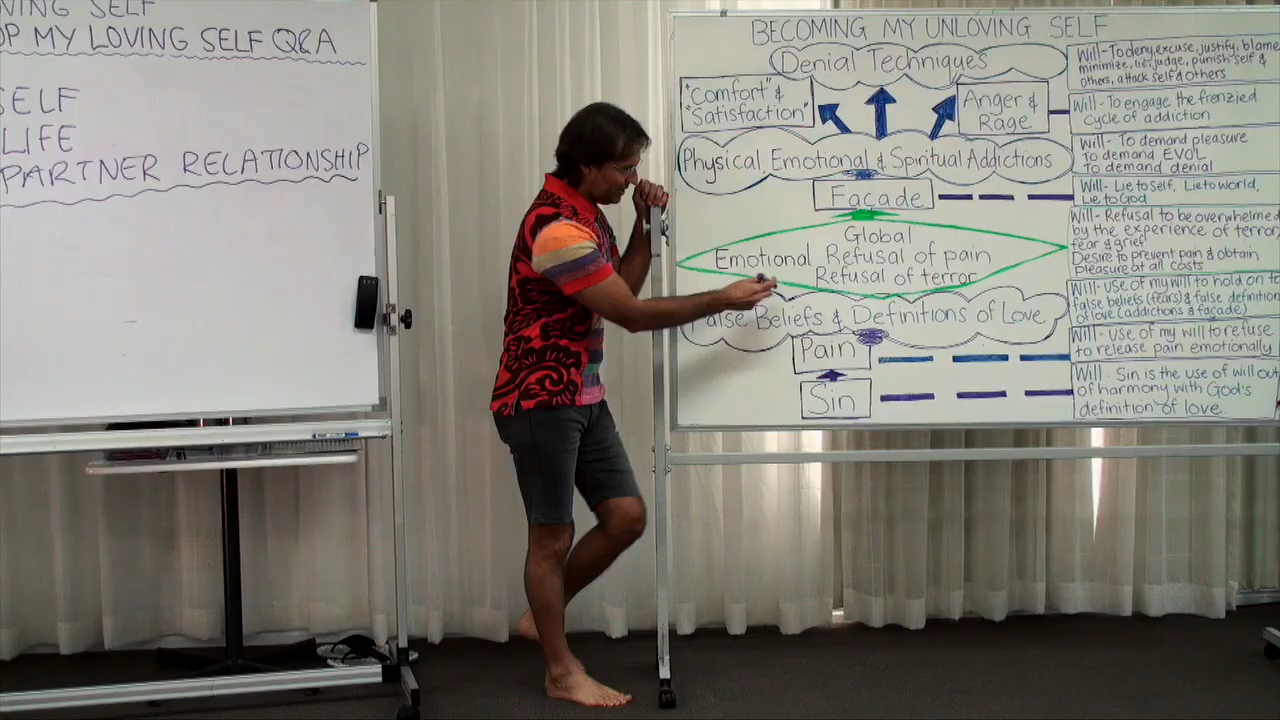 NING SELF
OP MY LOVING SELF Q&A
SELF
LIFE
PARTNER RELATIONSHIP
BECOMING MY UNLOVING SELF
Denial Techniques
"Comfort" &
"Satisfaction"
Anger &
Rage
Physical Emotional & Spiritual Addictions
Façade
Global
Emotional Refusal of pain
Refusal of terror
False Beliefs & Definitions of Love
Pain
Sin
Will - To deny, excuse, justify, blame
minimize, lie, judge, punish self &
others, attack self & others
Will - To engage the frenzied
cycle of addiction
Will - To demand pleasure
To demand EVOL
To demand denial
Will - Lie to self, Lie to world,
Lie to God
Will - Refusal to be overwhelmed
by the experience of terror,
fear & grief
Desire to prevent pain & obtain
pleasure at all costs
Will - Use of my will to hold on to
false beliefs (fears) & false definition
of love (addictions & façade)
Will - Use of my will to refuse
to release pain emotionally
Will - Sin is the use of will out
of harmony with God's
definition of love